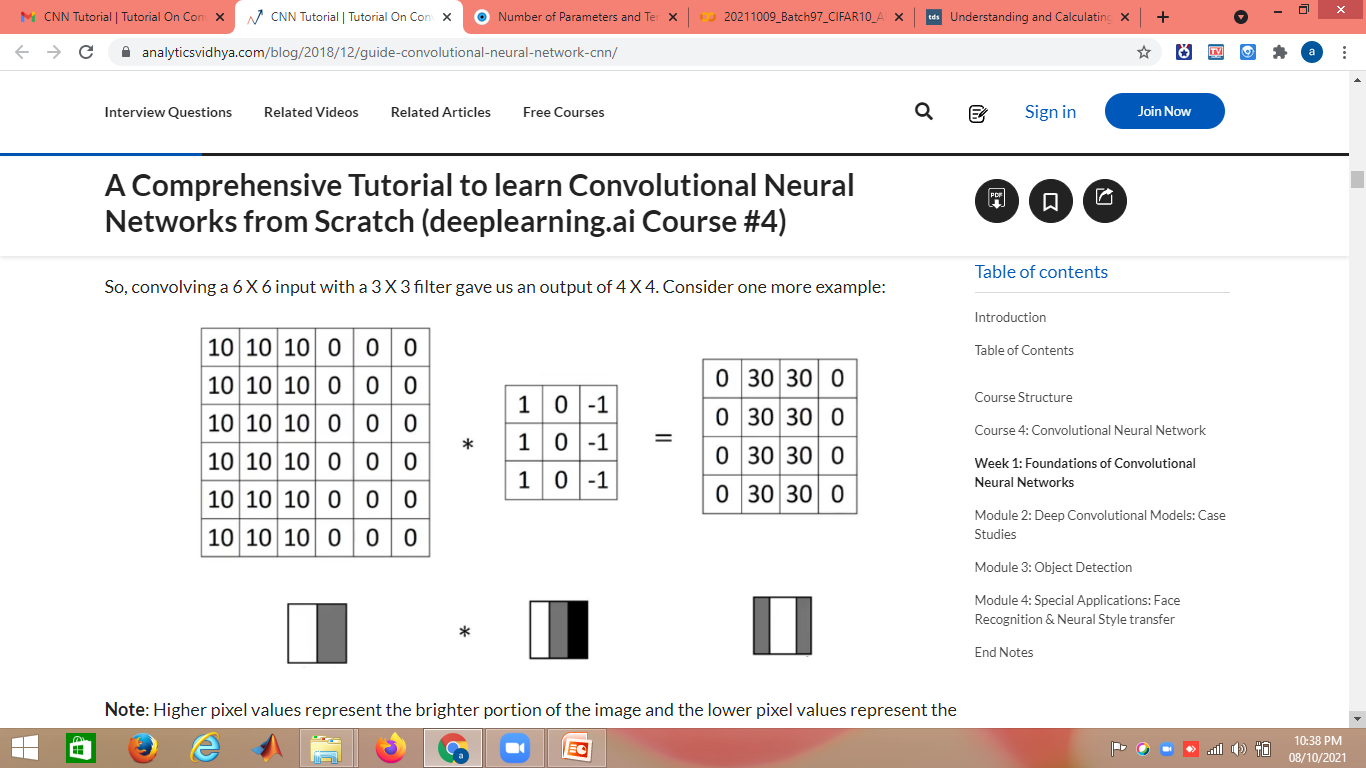 CNN Tutorial | Tutorial On Con
CNN Tutorial | Tutorial On Con
Number of Parameters and Te
20211009_Batch97_CIFAR10_A
Understanding and Calculating
analyticsvidhya.com/blog/2018/12/guide-convolutional-neural-network-cnn/
Interview Questions Related Videos Related Articles Free Courses
Sign in
Join Now
A Comprehensive Tutorial to learn Convolutional Neural
Networks from Scratch (deeplearning.ai Course #4)
PDF
So, convolving a 6 X 6 input with a 3 X 3 filter gave us an output of 4 X 4. Consider one more example:
10 10 10 0 0 0
10 10 10 0 0 0
10 10 10 0 0 0
10 10 10 0 0 0
10 10 10 0 0 0
10 10 10 0 0 0
*
1 0 -1
1 0 -1
1 0 -1
=
0 30 30 0
0 30 30 0
0 30 30 0
0 30 30 0
*
Note: Higher pixel values represent the brighter portion of the image and the lower pixel values represent the
Table of contents
Introduction
Table of Contents
Course Structure
Course 4: Convolutional Neural Network
Week 1: Foundations of Convolutional
Neural Networks
Module 2: Deep Convolutional Models: Case
Studies
Module 3: Object Detection
Module 4: Special Applications: Face
Recognition & Neural Style transfer
End Notes
10:38 PM
08/10/2021